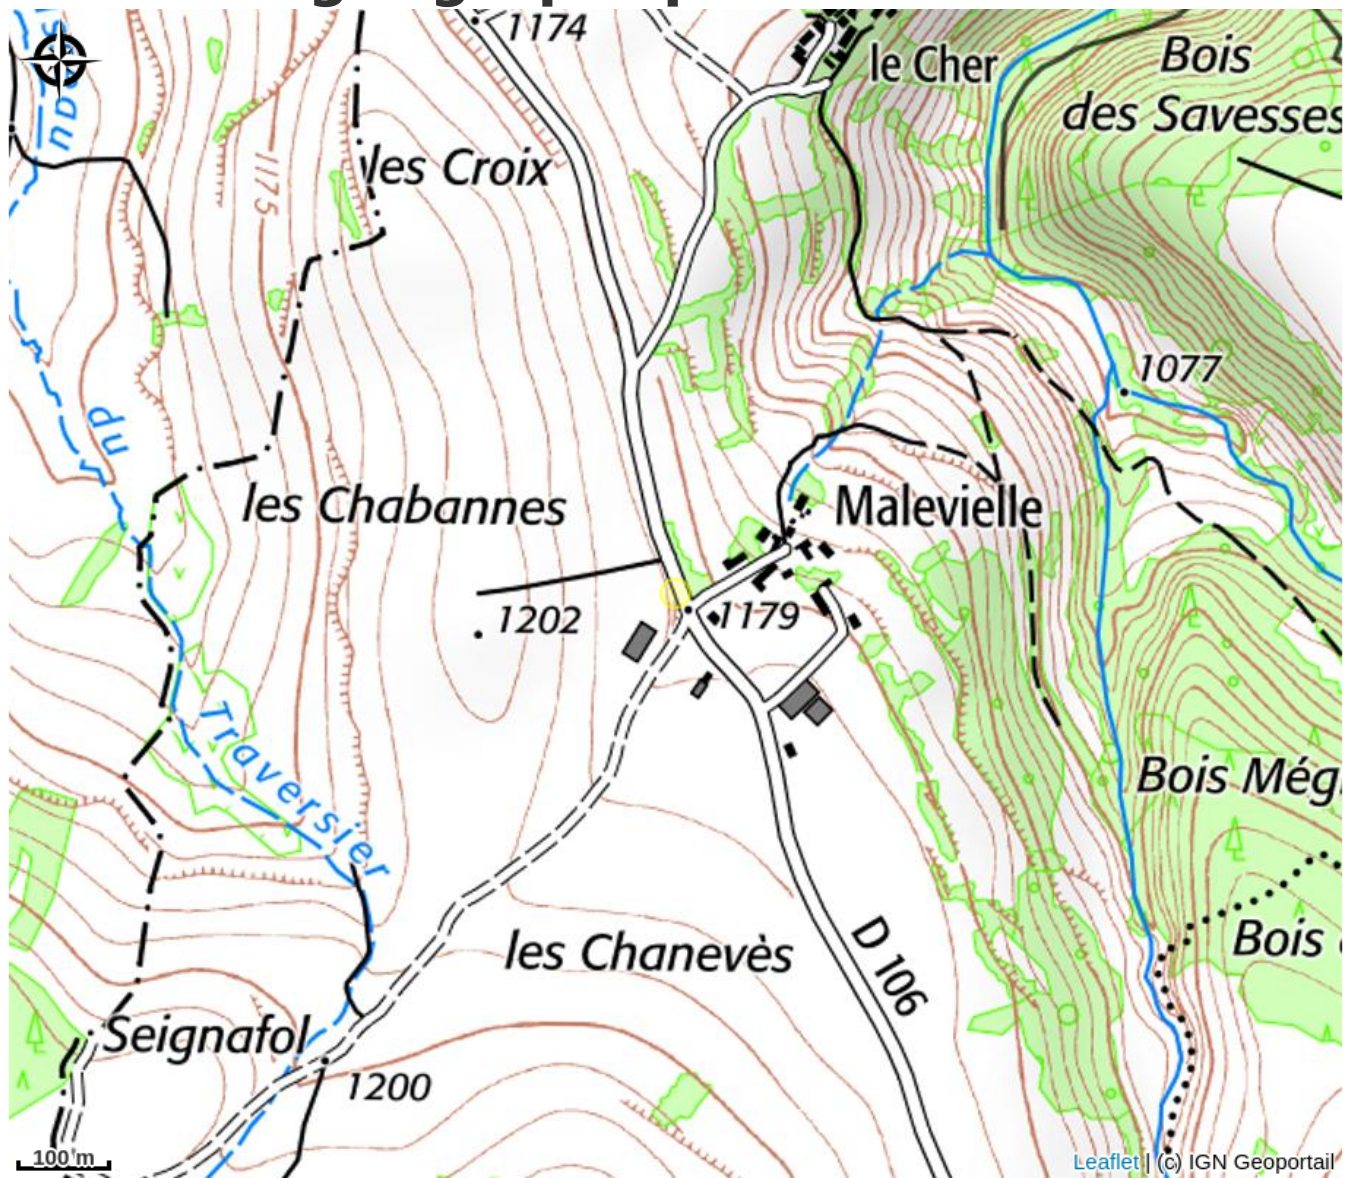 1174
le Cher
Bois
des Savesses
les Croix
1175
1077
du
les Chabannes
Malevielle
1202
1179
Traversier
Bois Még
D 106
les Chanevès
Bois
Seignafol
1200
100 m
Leaflet | (c) IGN Geoportail